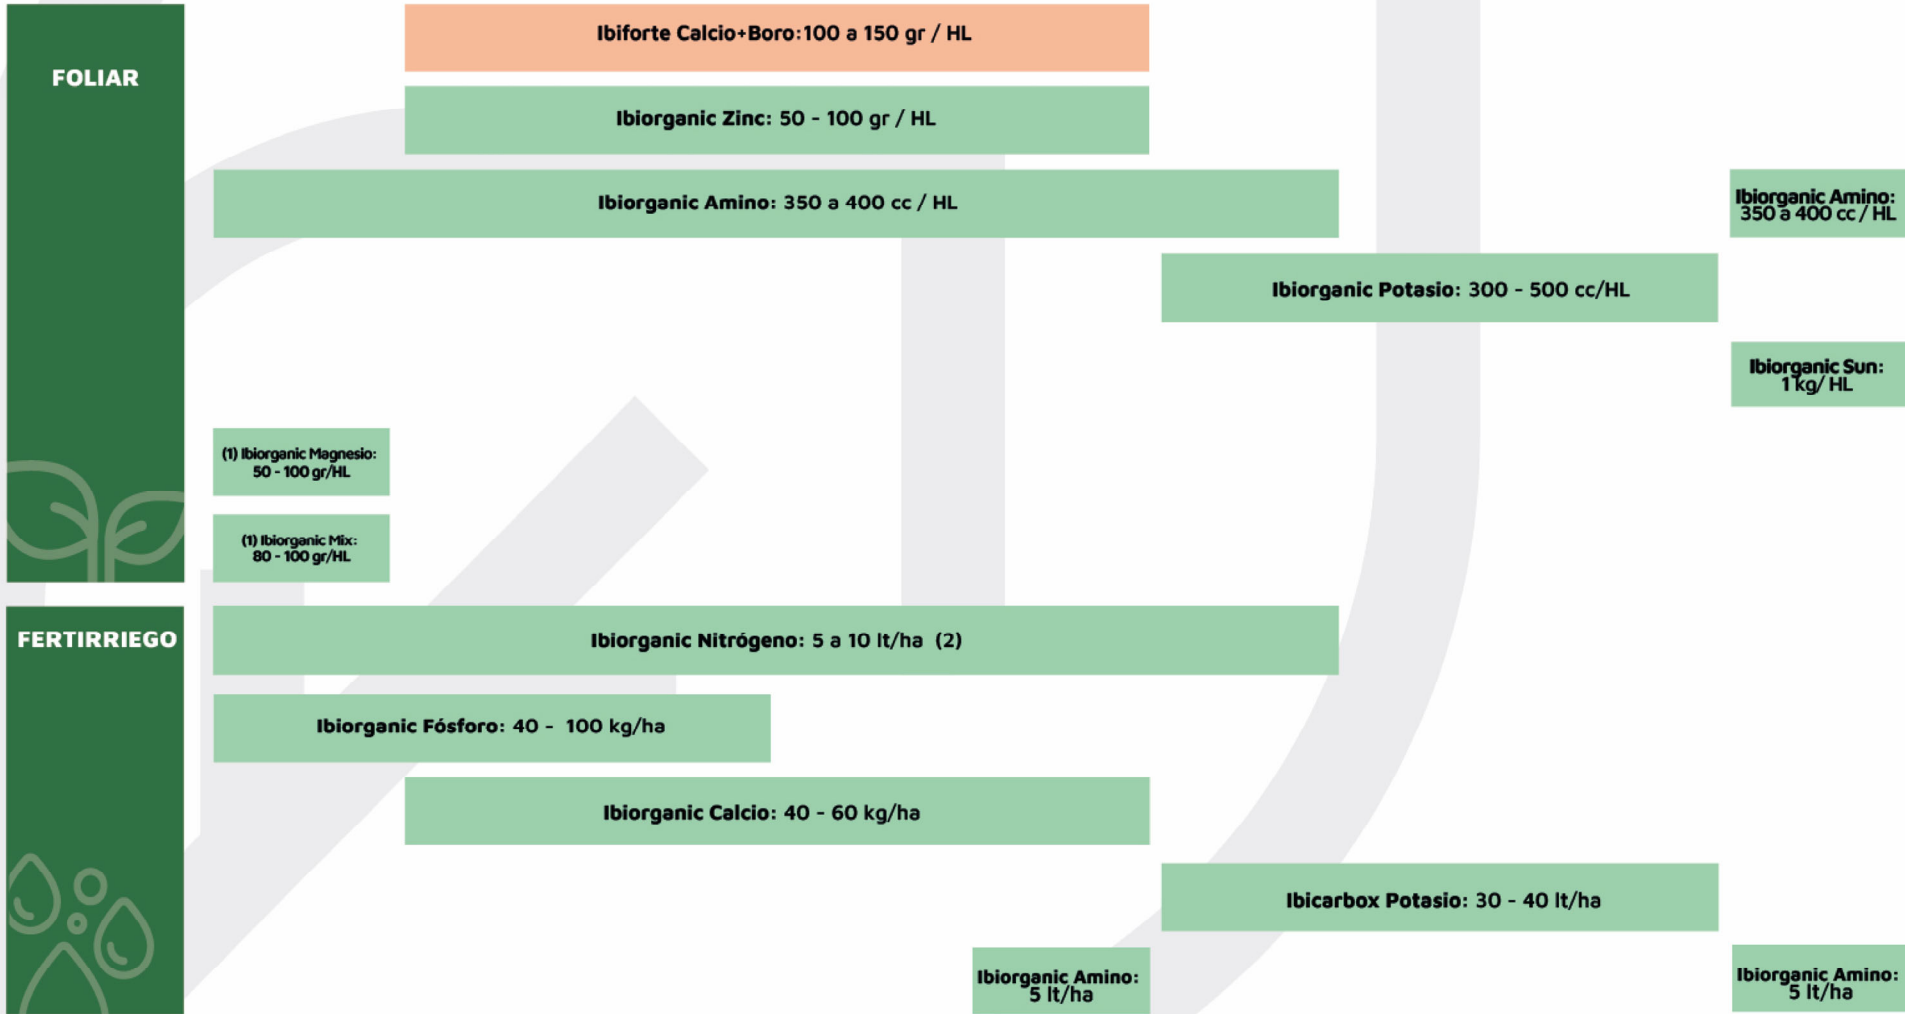 FOLIAR
Ibiforte Calcio+Boro:100 a 150 gr / HL
Ibiorganic Zinc: 50 - 100 gr / HL
Ibiorganic Amino: 350 a 400 cc / HL
Ibiorganic Amino:
350 a 400 cc / HL
Ibiorganic Potasio: 300 - 500 cc/HL
Ibiorganic Sun:
1 kg/ HL
(1) Ibiorganic Magnesio:
50 - 100 gr/HL
(1) Ibiorganic Mix:
80 - 100 gr/HL
FERTIRRIEGO
Ibiorganic Nitrógeno: 5 a 10 lt/ha (2)
Ibiorganic Fósforo: 40 - 100 kg/ha
Ibiorganic Calcio: 40 - 60 kg/ha
Ibicarbox Potasio: 30 - 40 lt/ha
Ibiorganic Amino:
5 lt/ha
Ibiorganic Amino:
5 lt/ha